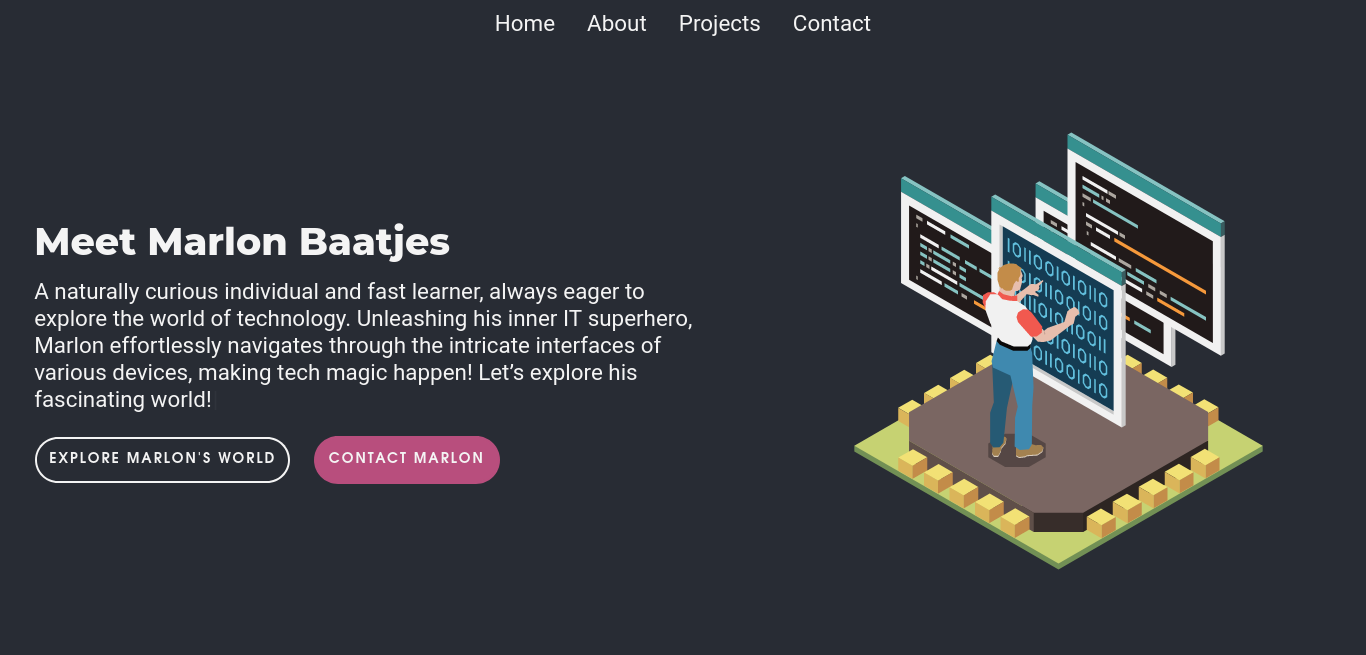 Home About Projects Contact
Meet Marlon Baatjes
A naturally curious individual and fast learner, always eager to
explore the world of technology. Unleashing his inner IT superhero,
Marlon effortlessly navigates through the intricate interfaces of
various devices, making tech magic happen! Let’s explore his
fascinating world!
EXPLORE MARLON'S WORLD CONTACT MARLON